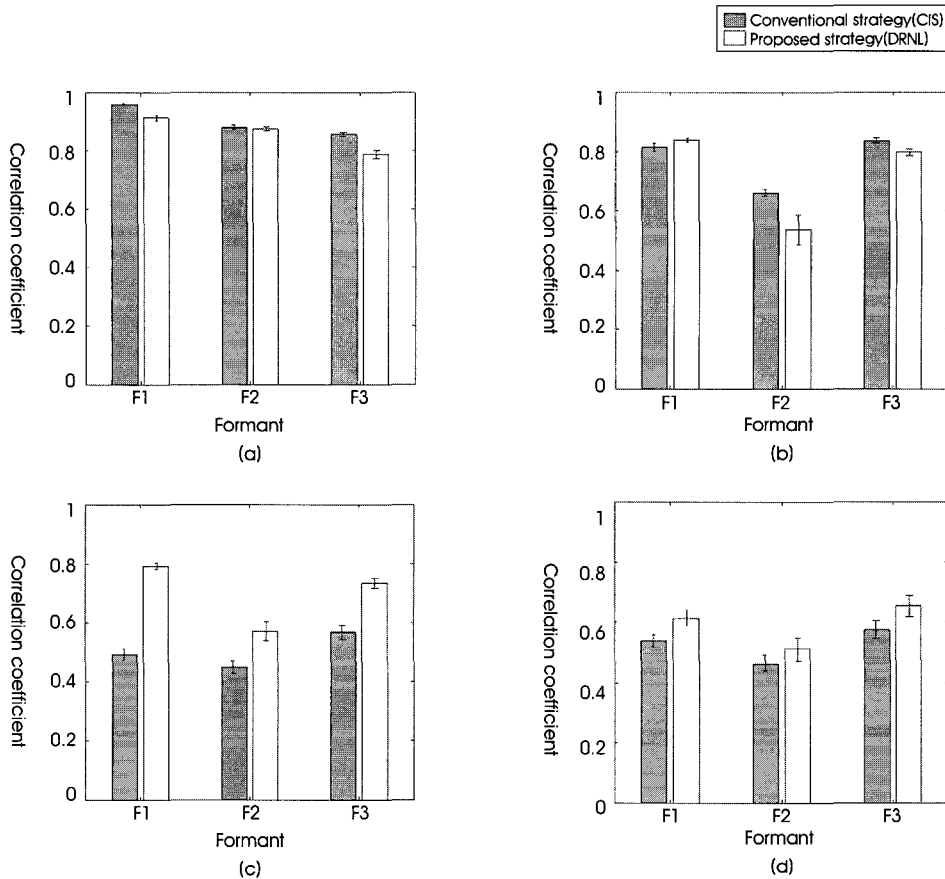 Conventional strategy(CIS)
Proposed strategy(DRNL)
Correlation coefficient
1
0.8
0.6
0.4
0.2
0
F1 F2 F3
Formant
(a)
Correlation coefficient
1
0.8
0.6
0.4
0.2
0
F1 F2 F3
Formant
(b)
Correlation coefficient
1
0.8
0.6
0.4
0.2
0
F1 F2 F3
Formant
(c)
Correlation coefficient
1
0.8
0.6
0.4
0.2
0
F1 F2 F3
Formant
(d)